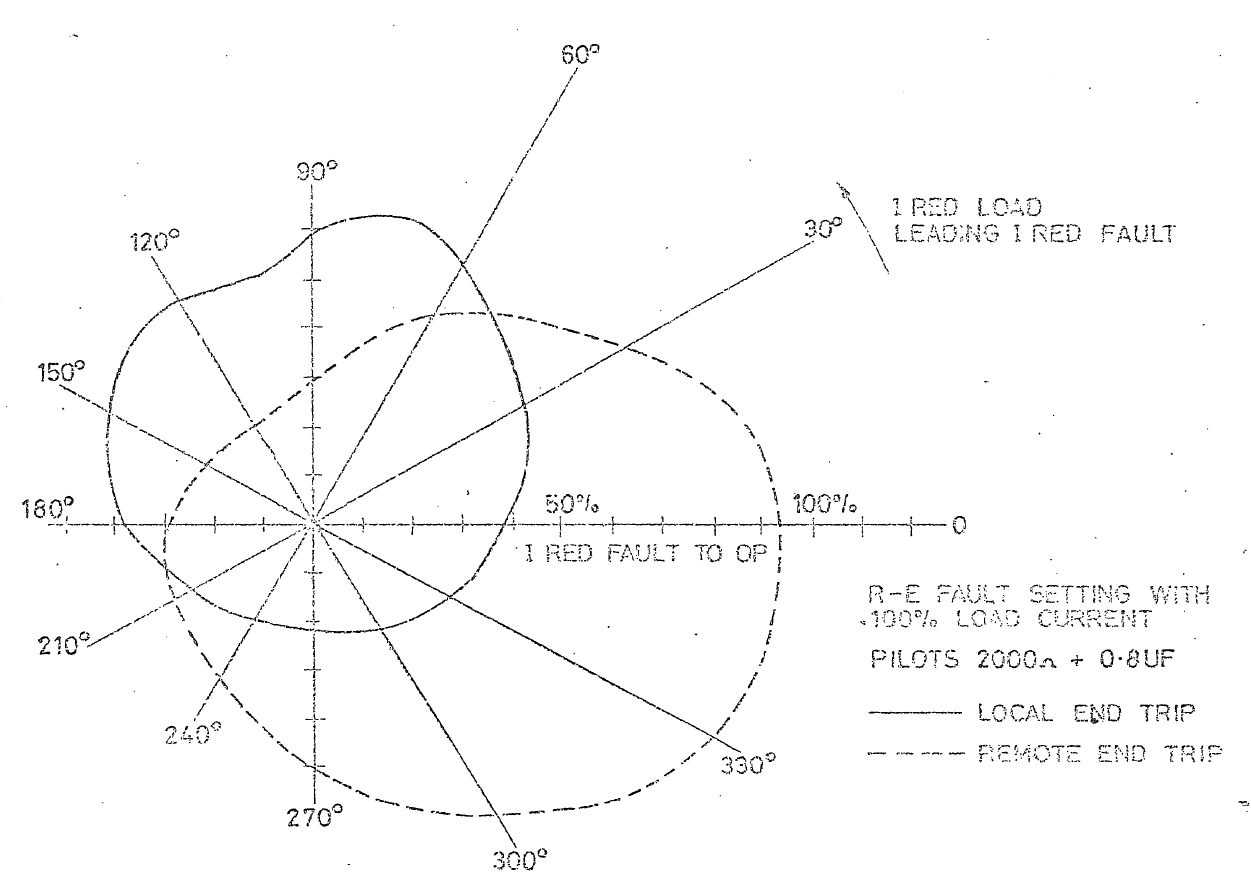 60°
90°
I RED LOAD
LEADING I RED FAULT
30°
120°
150°
180°
50%
100%
0
I RED FAULT TO OP
R-E FAULT SETTING WITH
100% LOAD CURRENT
210°
PILOTS 2000Ω + 0·8UF
LOCAL END TRIP
240°
REMOTE END TRIP
330°
270°
300°